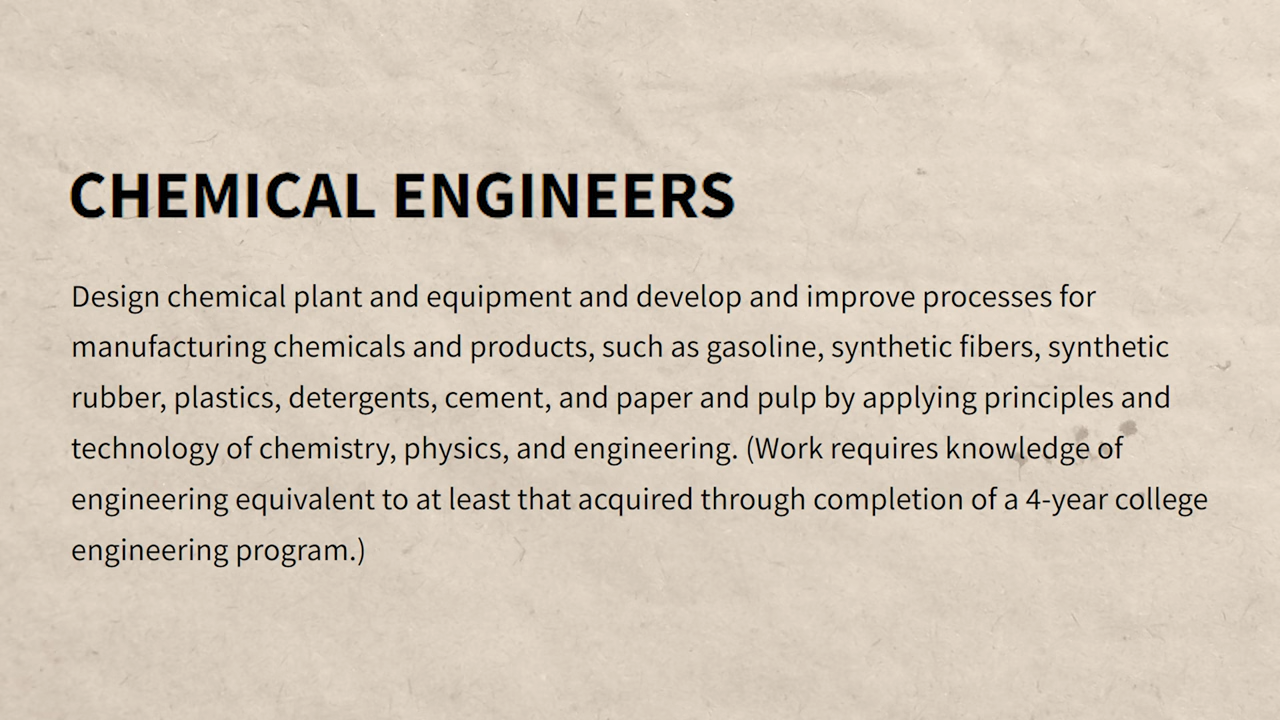 CHEMICAL ENGINEERS
Design chemical plant and equipment and develop and improve processes for
manufacturing chemicals and products, such as gasoline, synthetic fibers, synthetic
rubber, plastics, detergents, cement, and paper and pulp by applying principles and
technology of chemistry, physics, and engineering. (Work requires knowledge of
engineering equivalent to at least that acquired through completion of a 4-year college
engineering program.)